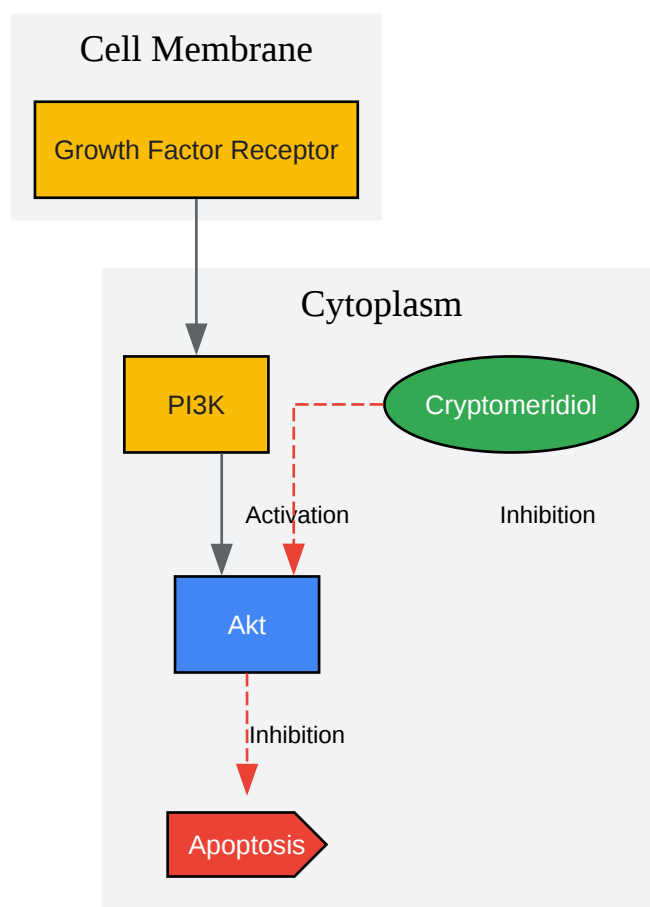 Cell Membrane
Growth Factor Receptor
Cytoplasm
PI3K
Cryptomeridiol
Activation
Inhibition
Akt
Inhibition
Apoptosis